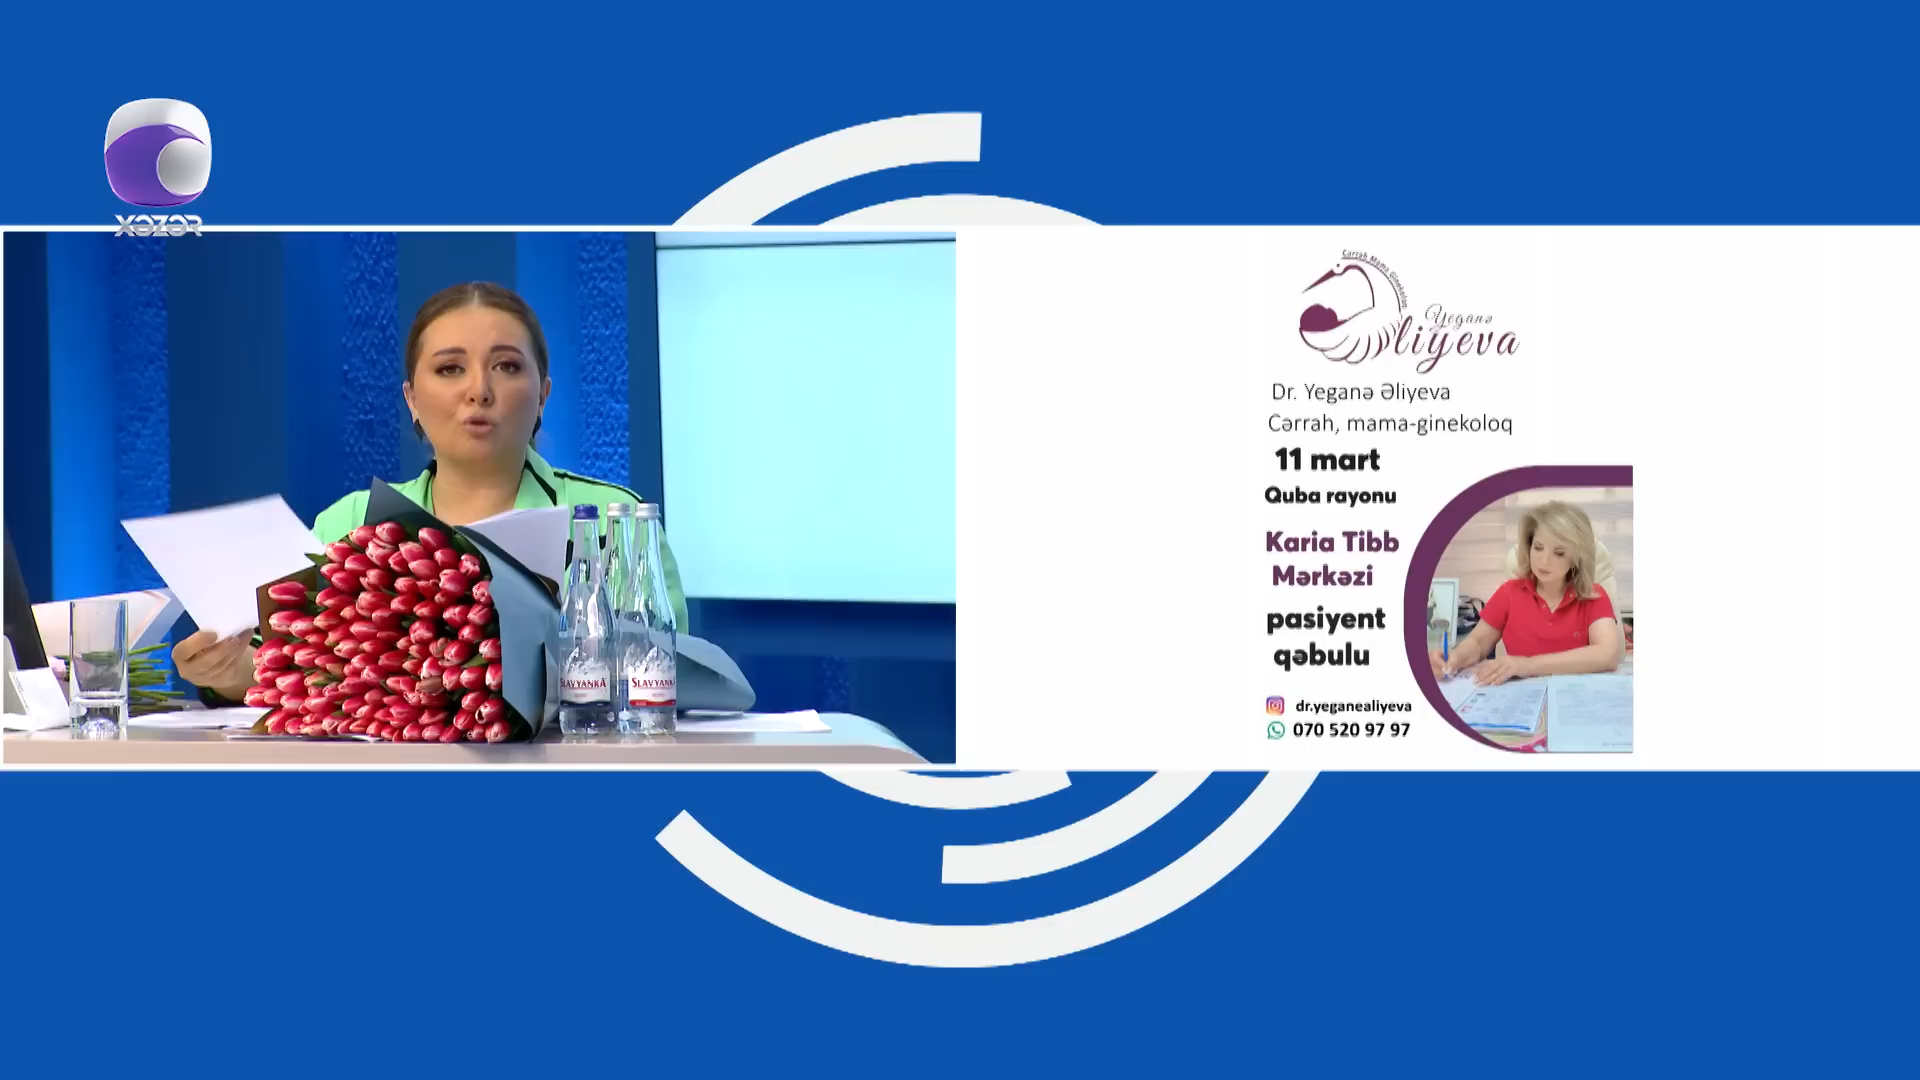 XƏZƏR
SLAVYANKA
SLAVYANKA
Cərrah Mama Ginekoloq
Yeganə
Əliyeva
Dr. Yeganə Əliyeva
Cərrah, mama-ginekoloq
11 mart
Quba rayonu
Karia Tibb
Mərkəzi
pasiyent
qəbulu
dr.yeganealiyeva
070 520 97 97